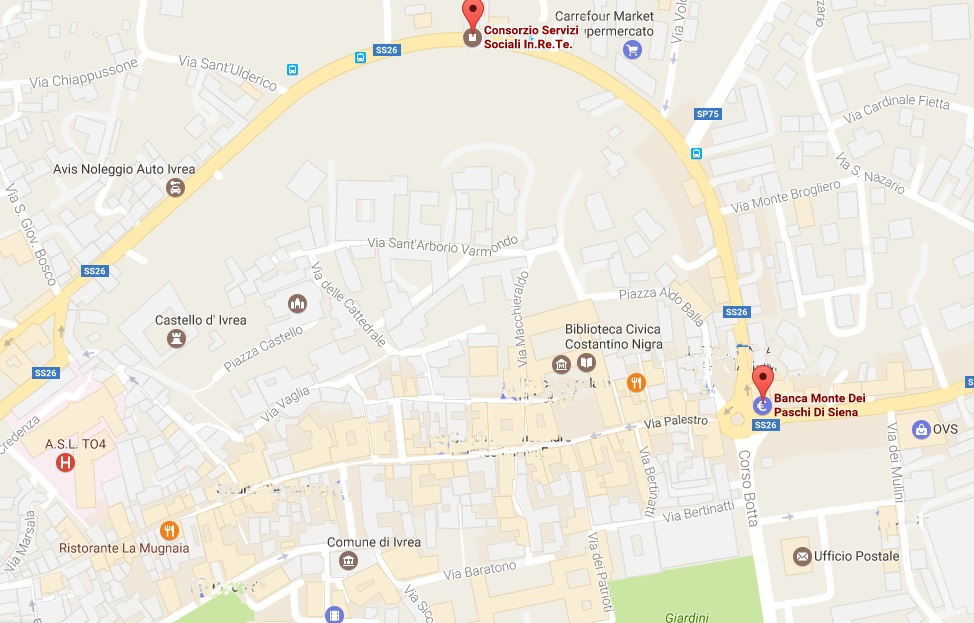 Carrefour Market
permercato
Consorzio Servizi
Sociali In.Re.Te.
SS26
Via Chiappussone
Via Sant'Ulderico
SP75
Via Cardinale Fietta
Via S. Nazario
Avis Noleggio Auto Ivrea
Via Monte Brogliero
Via S. Giov. Bosco
Via Sant'Arborio Varmondo
SS26
Via delle Cattedrale
Via Macchieraldo
Piazza Aldo Balla
SS26
Castello d' Ivrea
Piazza Castello
Biblioteca Civica
Costantino Nigra
SS26
Via Vaglia
Banca Monte Dei
Paschi Di Siena
SS26
Via Palestro
OVS
A.S.L. TO4
H
Via Bertinatti
Corso Botta
Via dei Mulini
Via Bertinatti
Via Marsala
Ristorante La Mugnaia
Comune di Ivrea
Ufficio Postale
Via Baratono
Via dei Patrioti
Giardini